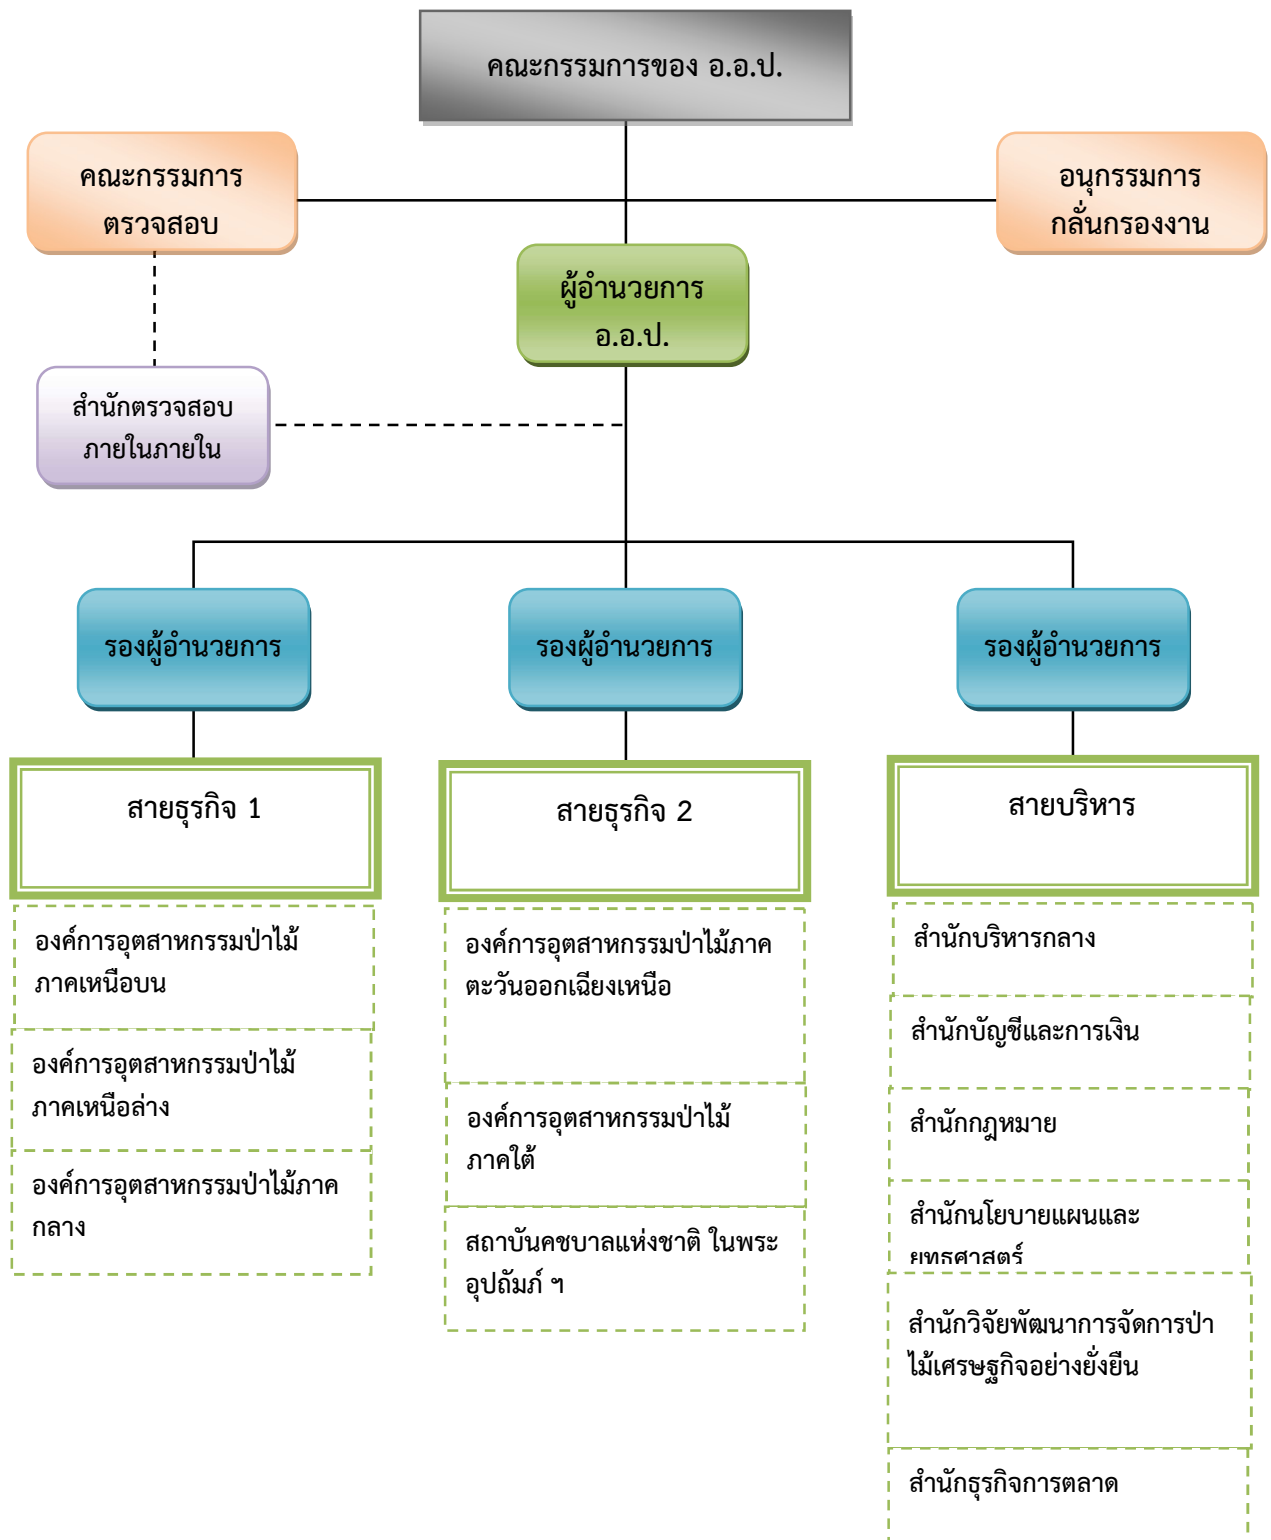 คณะกรรมการของ อ.อ.ป.
คณะกรรมการ
ตรวจสอบ
อนุกรรมการ
กลั่นกรองงาน
ผู้อำนวยการ
อ.อ.ป.
สำนักตรวจสอบ
ภายในภายใน
รองผู้อำนวยการ
รองผู้อำนวยการ
รองผู้อำนวยการ
สายธุรกิจ 1
องค์การอุตสาหกรรมป่าไม้
ภาคเหนือบน
องค์การอุตสาหกรรมป่าไม้
ภาคเหนือล่าง
องค์การอุตสาหกรรมป่าไม้ภาค
กลาง
สายธุรกิจ 2
องค์การอุตสาหกรรมป่าไม้ภาค
ตะวันออกเฉียงเหนือ
องค์การอุตสาหกรรมป่าไม้
ภาคใต้
สถาบันคชบาลแห่งชาติ ในพระ
อุปถัมภ์ ฯ
สายบริหาร
สำนักบริหารกลาง
สำนักบัญชีและการเงิน
สำนักกฎหมาย
สำนักนโยบายแผนและ
ยุทธศาสตร์
สำนักวิจัยพัฒนาการจัดการป่า
ไม้เศรษฐกิจอย่างยั่งยืน
สำนักธุรกิจการตลาด